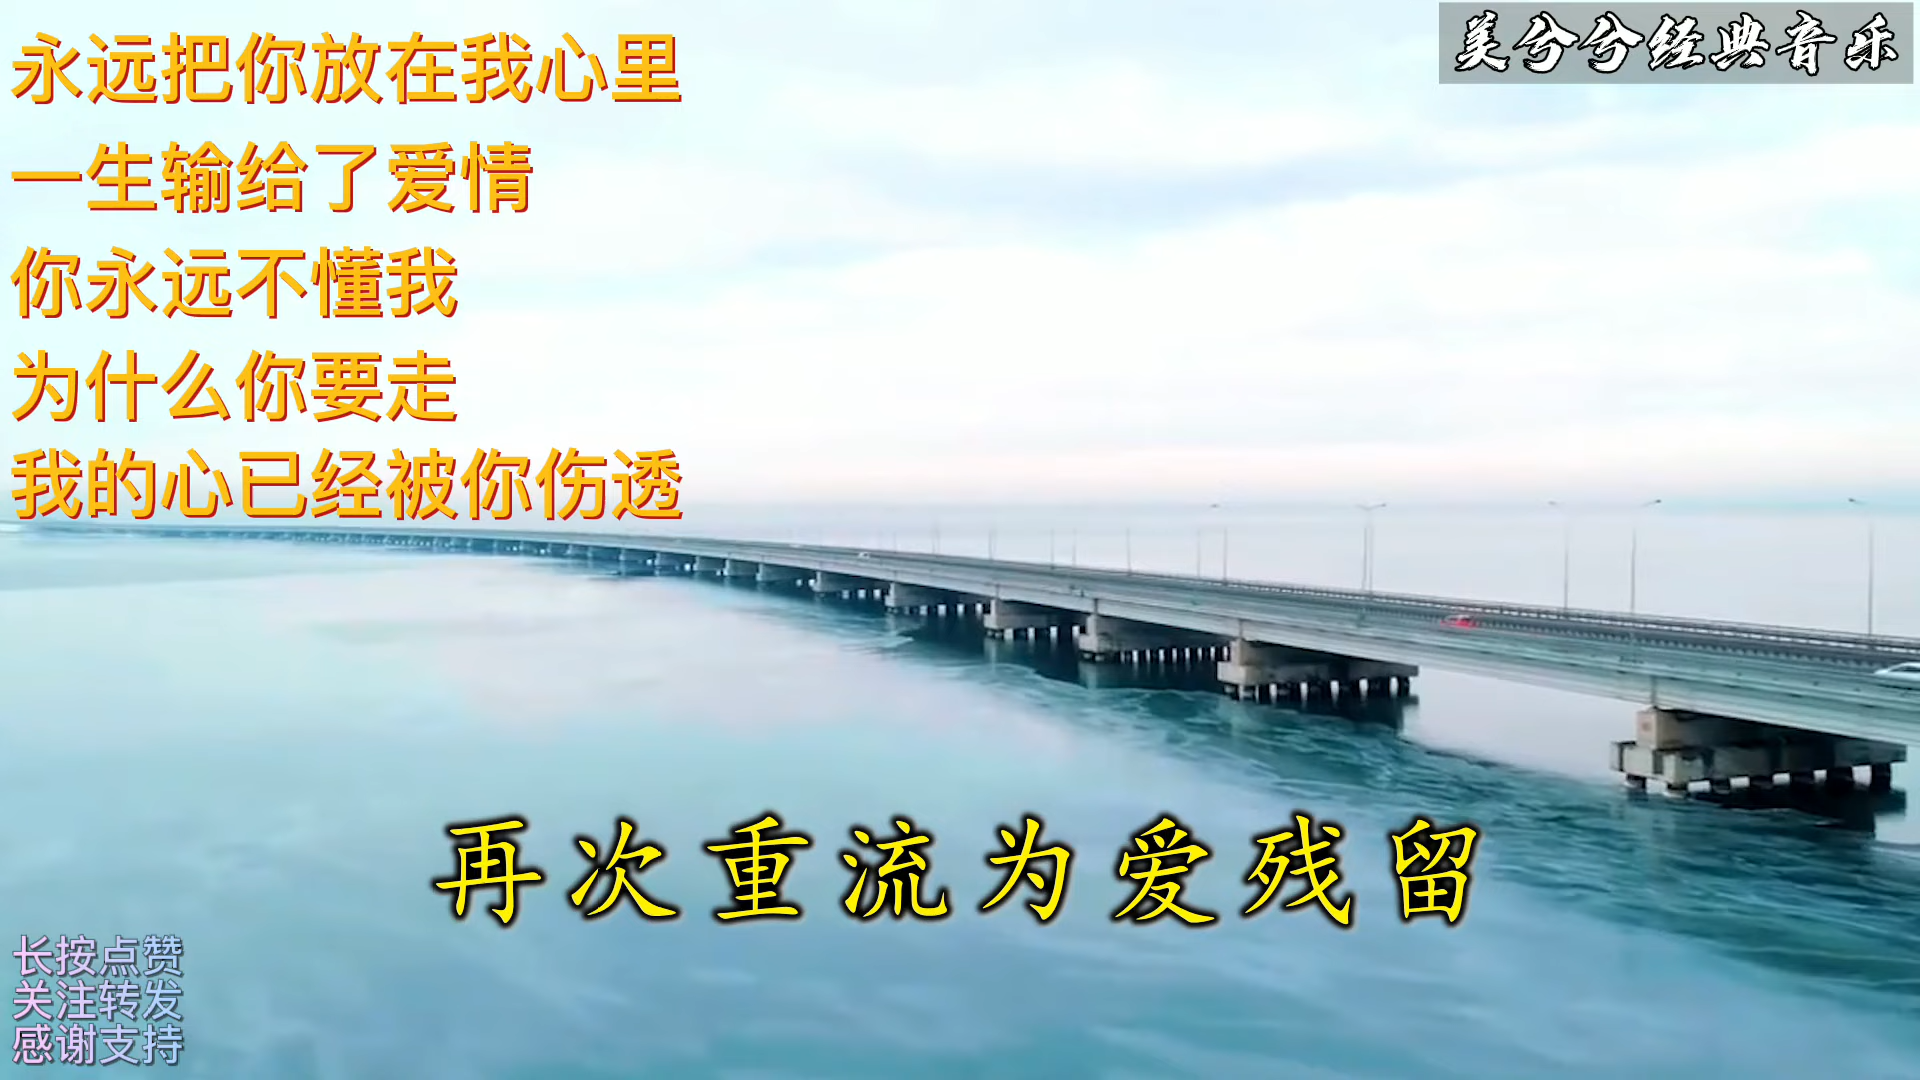 永远把你放在我心里
一生输给了爱情
你永远不懂我
为什么你要走
我的心已经被你伤透
美兮兮经典音乐
再次重流为爱残留
长按点赞
关注转发
感谢支持